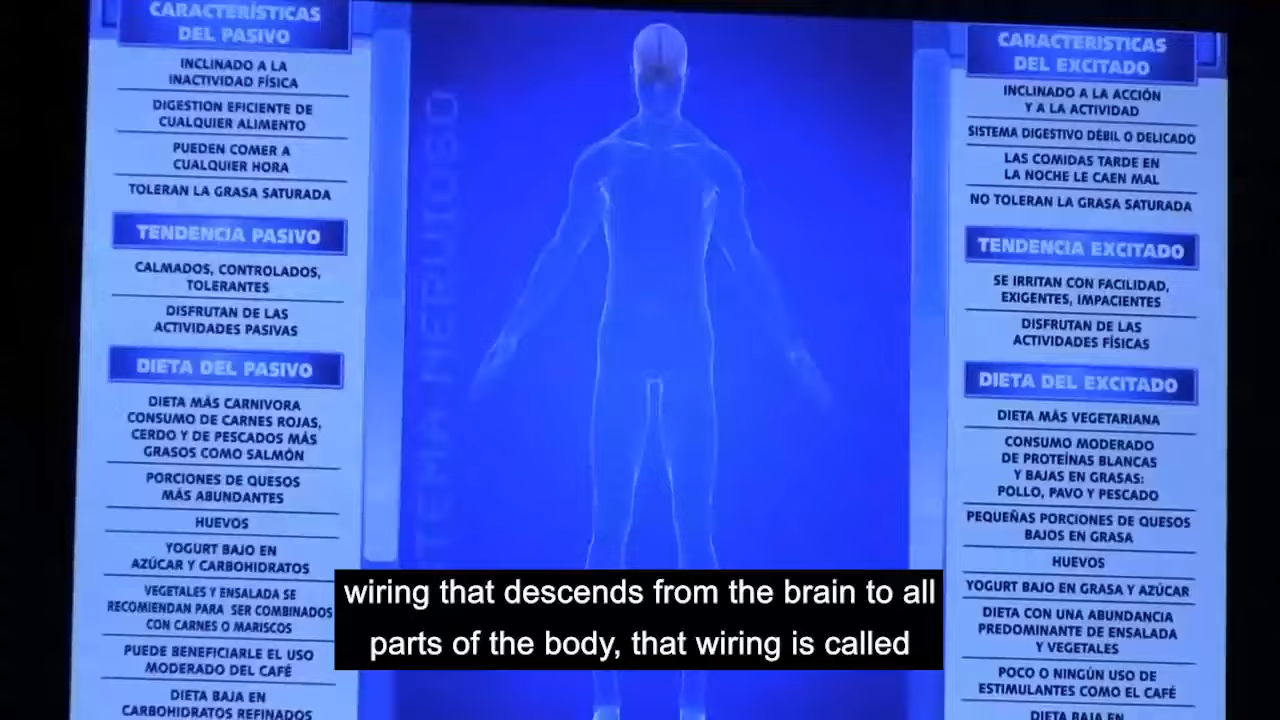 CARACTERÍSTICAS
DEL PASIVO
INCLINADO A LA
INACTIVIDAD FÍSICA
DIGESTION EFICIENTE DE
CUALQUIER ALIMENTO
PUEDEN COMER A
CUALQUIER HORA
TOLERAN LA GRASA SATURADA
TENDENCIA PASIVO
CALMADOS, CONTROLADOS,
TOLERANTES
DISFRUTAN DE LAS
ACTIVIDADES PASIVAS
DIETA DEL PASIVO
DIETA MÁS CARNIVORA
CONSUMO DE CARNES ROJAS,
CERDO Y DE PESCADOS MÁS
GRASOS COMO SALMÓN
PORCIONES DE QUESOS
MÁS ABUNDANTES
HUEVOS
YOGURT BAJO EN
AZÚCAR Y CARBOHIDRATOS
VEGETALES Y ENSALADA SE
RECOMIENDAN PARA SER COMBINADOS
CON CARNES O MARISCOS
PUEDE BENEFICIARLE EL USO
MODERADO DEL CAFÉ
DIETA BAJA EN
CARBOHIDRATOS REFINADOS
TEMA NERVIOSO
CARACTERISTICAS
DEL EXCITADO
INCLINADO A LA ACCIÓN
Y A LA ACTIVIDAD
SISTEMA DIGESTIVO DÉBIL O DELICADO
LAS COMIDAS TARDE EN
LA NOCHE LE CAEN MAL
NO TOLERAN LA GRASA SATURADA
TENDENCIA EXCITADO
SE IRRITAN CON FACILIDAD,
EXIGENTES, IMPACIENTES
DISFRUTAN DE LAS
ACTIVIDADES FÍSICAS
DIETA DEL EXCITADO
DIETA MÁS VEGETARIANA
CONSUMO MODERADO
DE PROTEÍNAS BLANCAS
Y BAJAS EN GRASAS:
POLLO, PAVO Y PESCADO
PEQUEÑAS PORCIONES DE QUESOS
BAJOS EN GRASA
HUEVOS
YOGURT BAJO EN GRASA Y AZÚCAR
DIETA CON UNA ABUNDANCIA
PREDOMINANTE DE ENSALADA
Y VEGETALES
POCO O NINGÚN USO DE
ESTIMULANTES COMO EL CAFÉ
DIETA BAJA EN
wiring that descends from the brain to all
parts of the body, that wiring is called